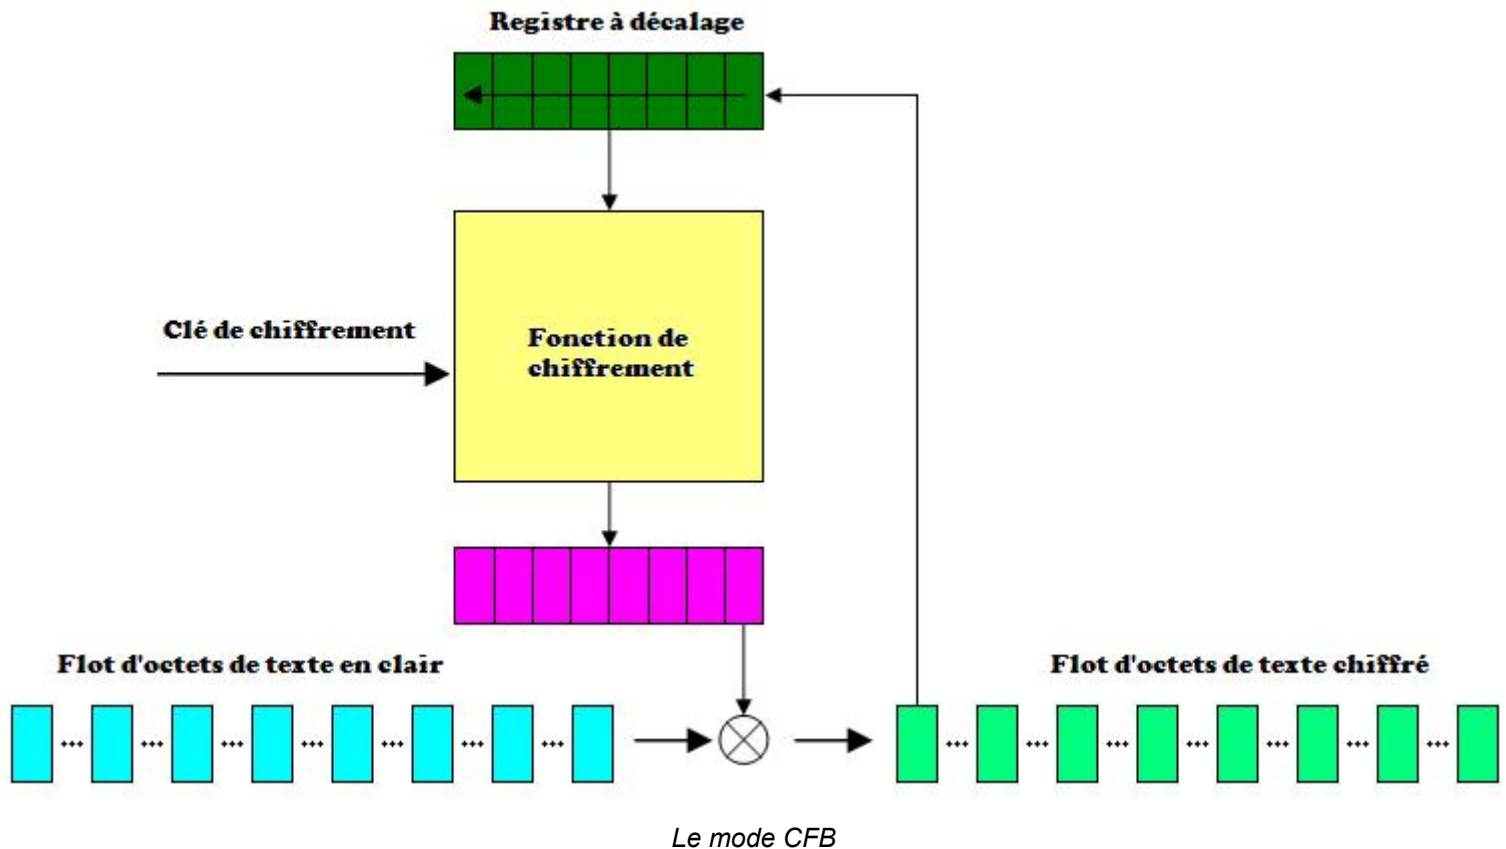 Registre à décalage
Clé de chiffrement
Fonction de
chiffrement
Flot d'octets de texte en clair
Flot d'octets de texte chiffré
Le mode CFB